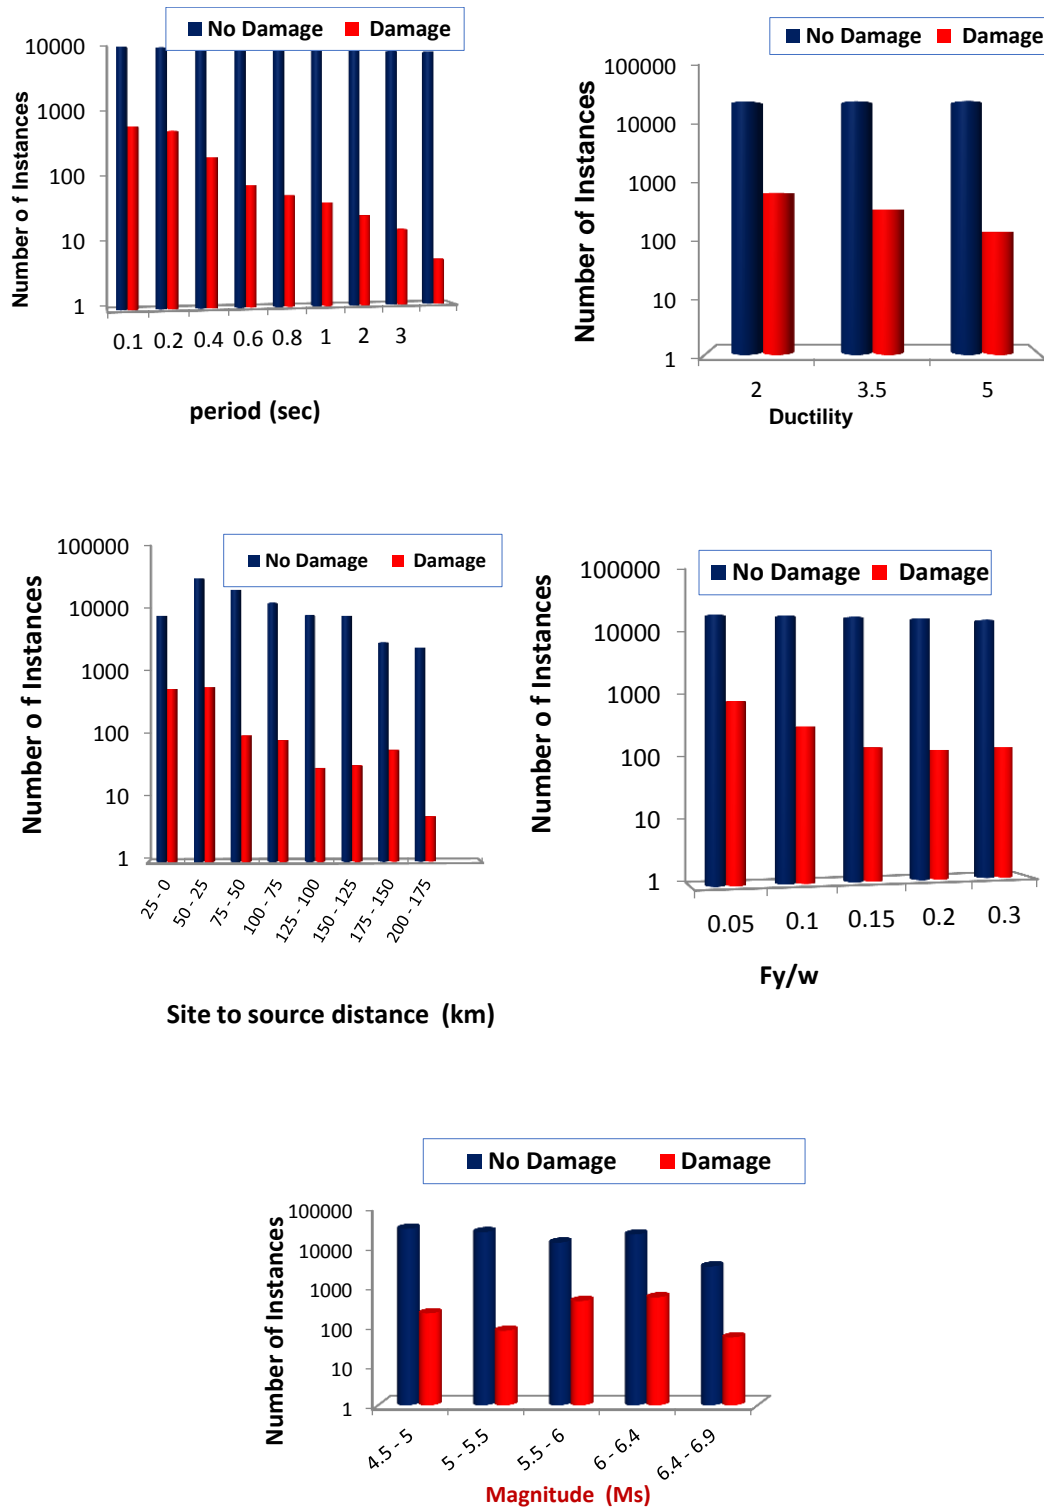 No Damage Damage
10000
1000
100
10
1
Number o f Instances
0.1 0.2 0.4 0.6 0.8 1 2 3
period (sec)
No Damage Damage
100000
10000
1000
100
10
1
Number of Instances
2 3.5 5
Ductility
No Damage Damage
100000
10000
1000
100
10
1
Number o f Instances
25 - 0 50 - 25 75 - 50 100 - 75 125 - 100 150 - 125 175 - 150 200 - 175
Site to source distance (km)
No Damage Damage
100000
10000
1000
100
10
1
Number of Instances
0.05 0.1 0.15 0.2 0.3
Fy/w
No Damage Damage
100000
10000
1000
100
10
1
Number of Instances
4.5 - 5 5 - 5.5 5.5 - 6 6 - 6.4 6.4 - 6.9
Magnitude (Ms)